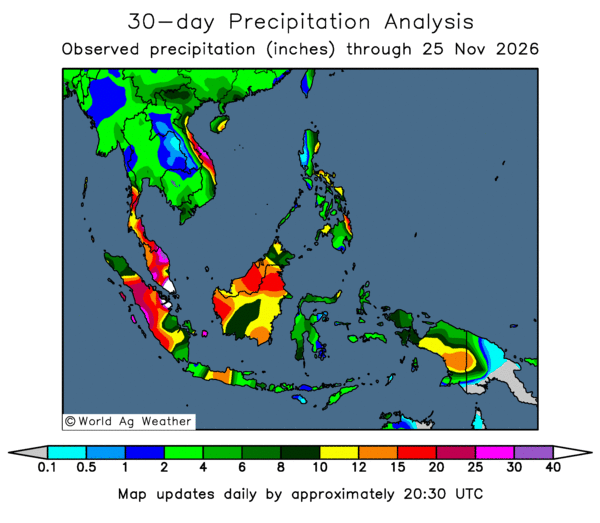 30-day Precipitation Analysis
Observed precipitation (inches) through 25 Nov 2026
©World Ag Weather
0.1 0.5 1 2 4 6 8 10 12 15 20 25 30 40
Map updates daily by approximately 20:30 UTC